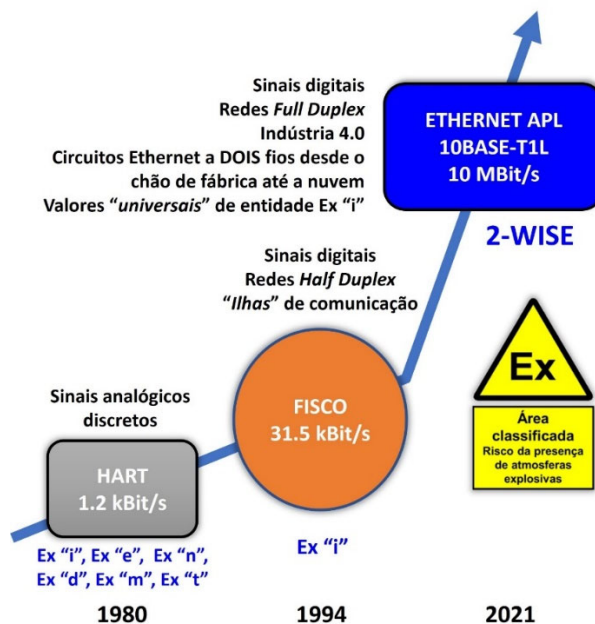 Sinais digitais
Redes Full Duplex
Indústria 4.0
Circuitos Ethernet a DOIS fios desde o
chão de fábrica até a nuvem
Valores “universais” de entidade Ex “i”
ETHERNET APL
10BASE-T1L
10 MBit/s
2-WISE
Sinais digitais
Redes Half Duplex
“Ilhas” de comunicação
FISCO
31.5 kBit/s
Ex “i”
Sinais analógicos
discretos
HART
1.2 kBit/s
Ex “i”, Ex “e”, Ex “n”,
Ex “d”, Ex “m”, Ex “t”
Ex
Área
classificada
Risco da presença
de atmosferas
explosivas
1980
1994
2021